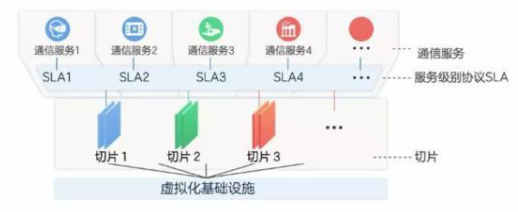 通信服务1 通信服务2 通信服务3 通信服务4 •••
通信服务
SLA1 SLA2 SLA3 SLA4 •••
服务级别协议SLA
•••
切片 1 切片 2 切片 3
切片
虚拟化基础设施